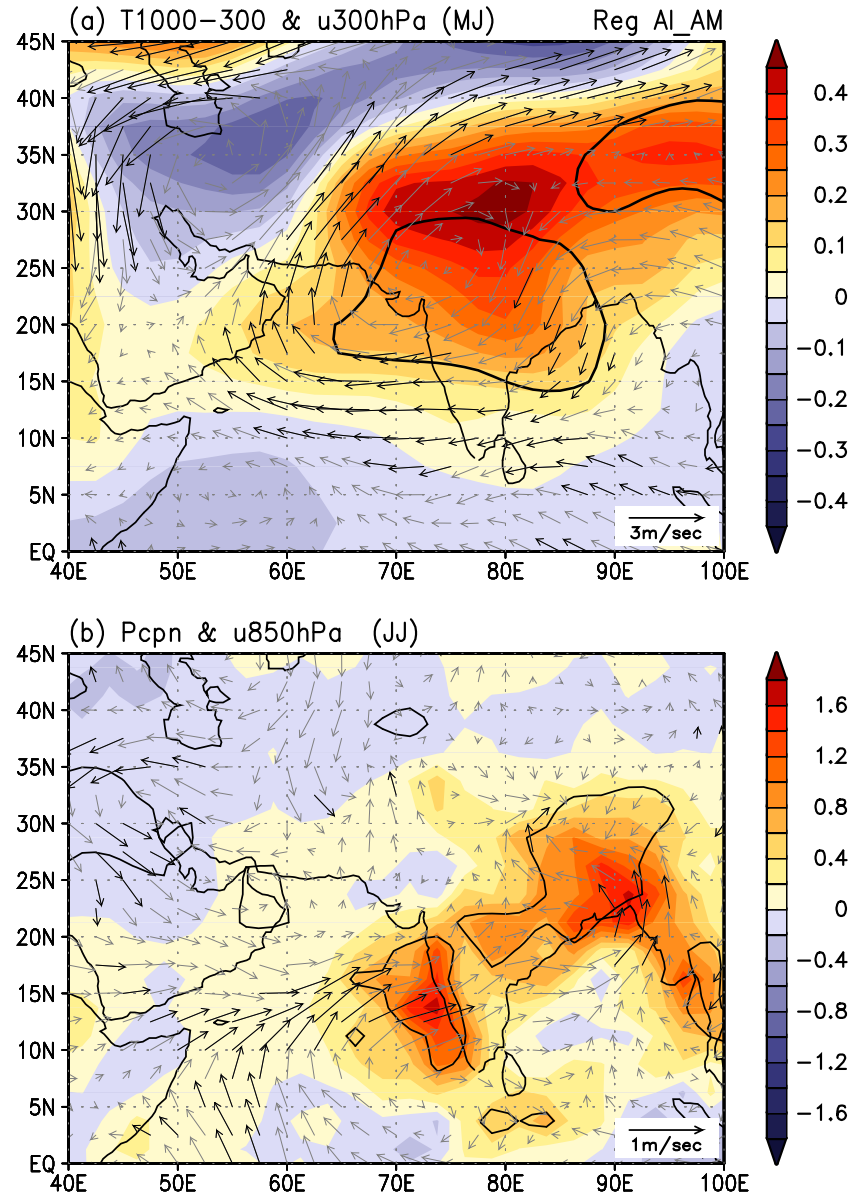 (a) T1000-300 & u300hPa (MJ) Reg AI_AM
45N
40N
35N
30N
25N
20N
15N
10N
5N
EQ
40E 50E 60E 70E 80E 90E 100E
3m/sec
0.4
0.3
0.2
0.1
0
-0.1
-0.2
-0.3
-0.4
(b) Pcpn & u850hPa (JJ)
45N
40N
35N
30N
25N
20N
15N
10N
5N
EQ
40E 50E 60E 70E 80E 90E 100E
1m/sec
1.6
1.2
0.8
0.4
0
-0.4
-0.8
-1.2
-1.6